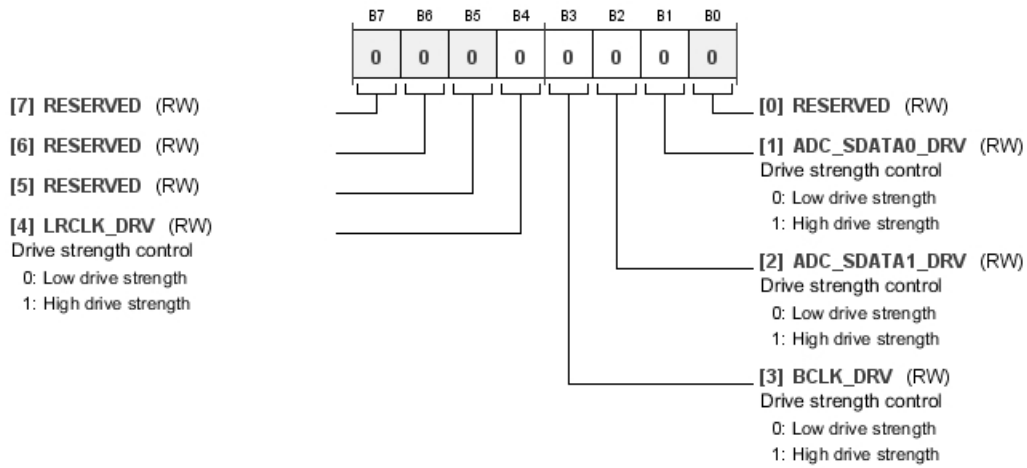 B7 B6 B5 B4 B3 B2 B1 B0
0 0 0 0 0 0 0 0
[7] RESERVED (RW)
[6] RESERVED (RW)
[5] RESERVED (RW)
[4] LRCLK_DRV (RW)
Drive strength control
0: Low drive strength
1: High drive strength
[0] RESERVED (RW)
[1] ADC_SDATA0_DRV (RW)
Drive strength control
0: Low drive strength
1: High drive strength
[2] ADC_SDATA1_DRV (RW)
Drive strength control
0: Low drive strength
1: High drive strength
[3] BCLK_DRV (RW)
Drive strength control
0: Low drive strength
1: High drive strength